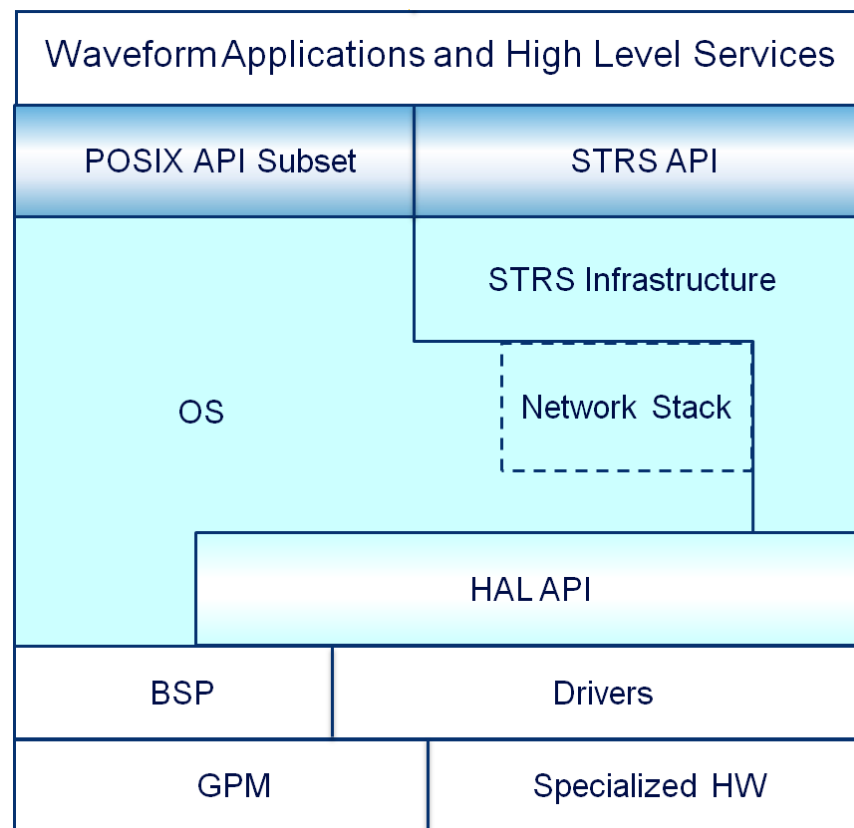 Waveform Applications and High Level Services
POSIX API Subset
STRS API
STRS Infrastructure
Network Stack
OS
HAL API
BSP
Drivers
GPM
Specialized HW